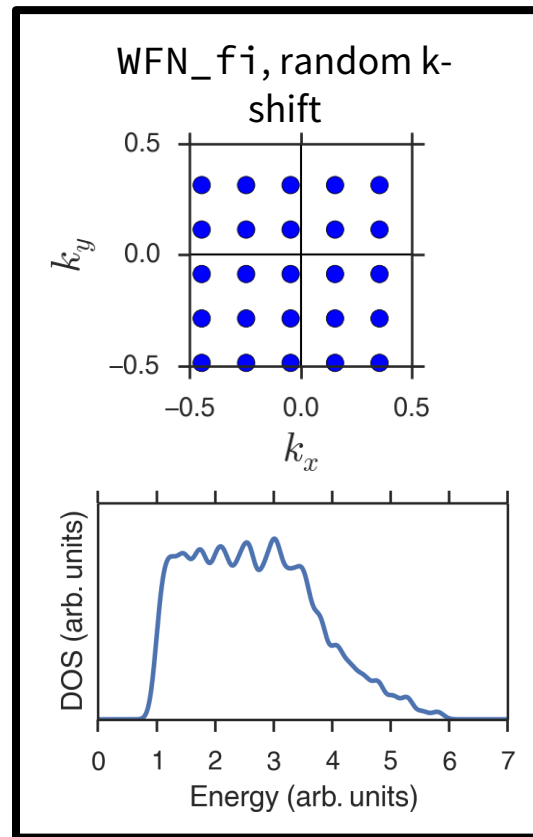 WFN_fi, random k-
shift
0.5
0.0
−0.5
k_y
−0.5 0.0 0.5
k_x
DOS (arb. units)
0 1 2 3 4 5 6 7
Energy (arb. units)